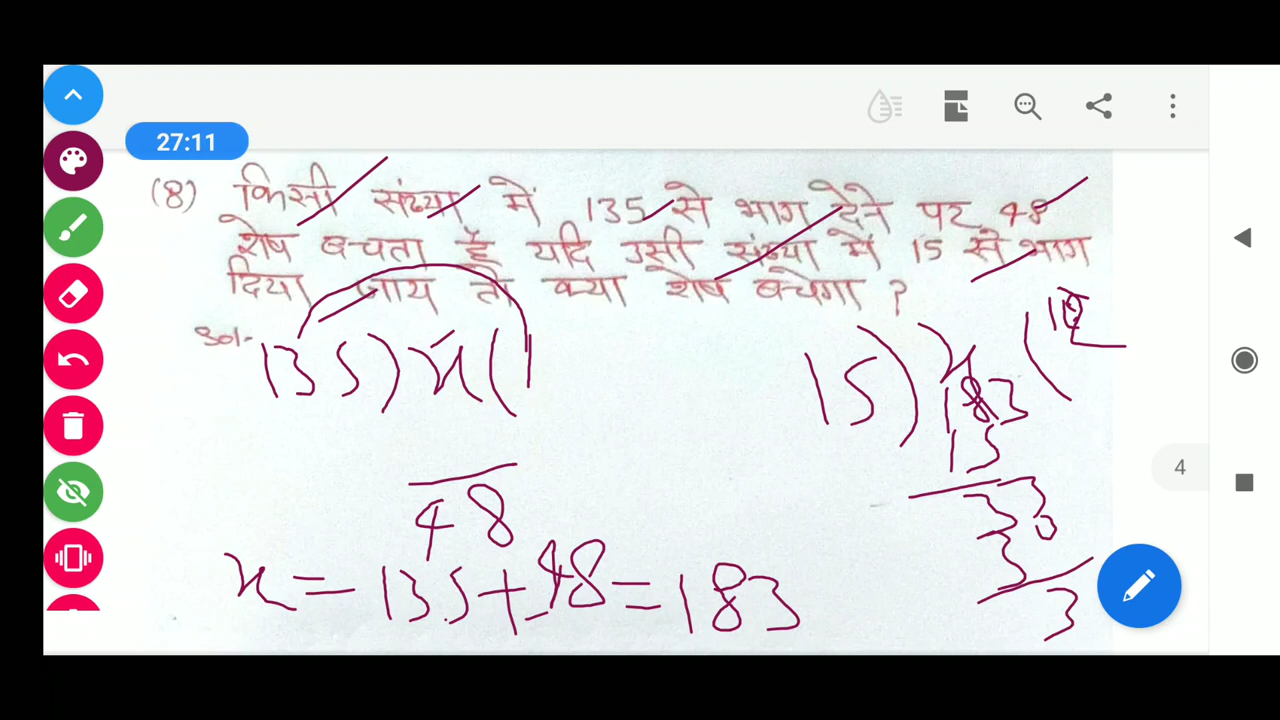 27:11
(8) किसी संख्या में 135 से भाग देने पर 48
शेष बचता है यदि उसी संख्या में 15 से भाग
दिया जाय तो क्या शेष बचेगा ?
Sol-
135)x(1
48
x=135+48=183
15)x(12
183
15
33
3
3
4